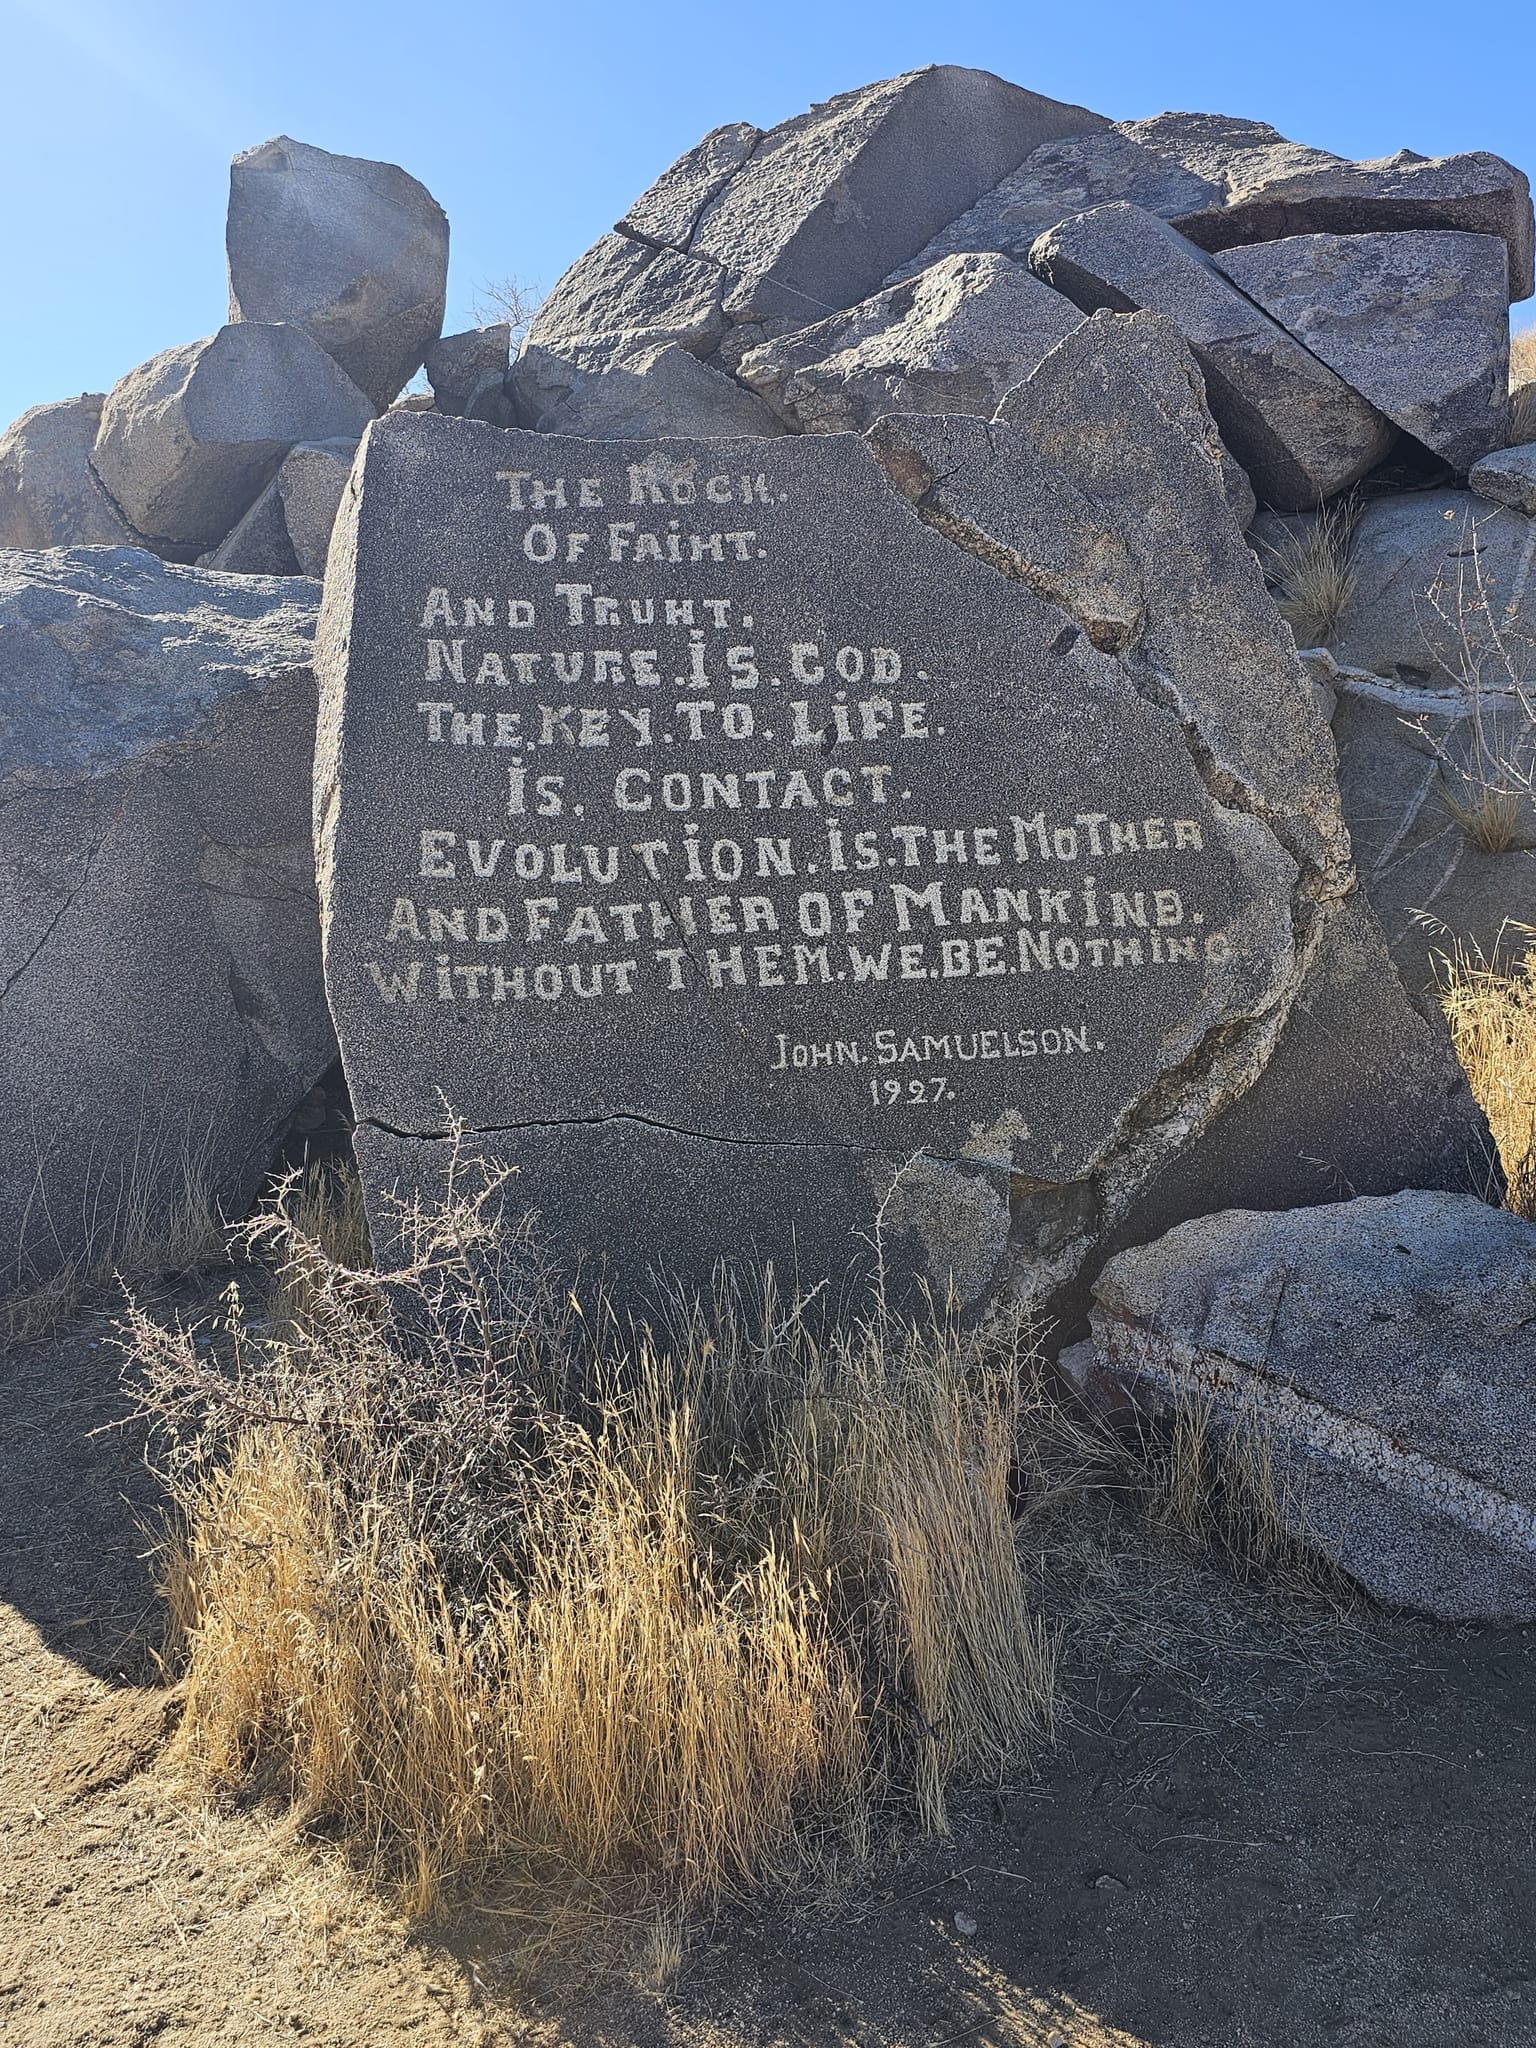 THE ROCK.
OF FAIHT.
AND TRUHT.
NATURE.iS.GOD.
THE.KEY.TO.LiFE.
iS. CONTACT.
EVOLUTiON.iS.THE MOTHER
AND FATHER OF MANKiND.
WiTHOUT THEM.WE.BE.NOTHiNG
JOHN.SAMUELSON.
1927.